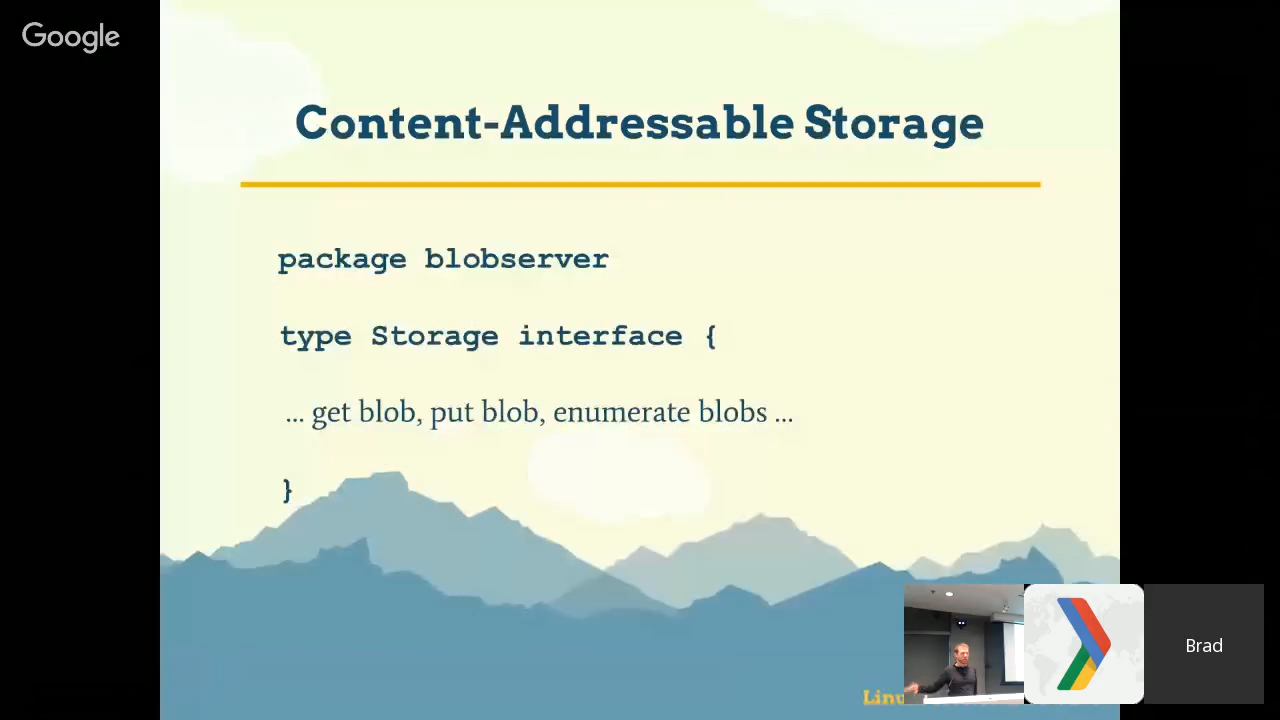 Google
Content-Addressable Storage
package blobserver
type Storage interface {
... get blob, put blob, enumerate blobs ...
}
Brad